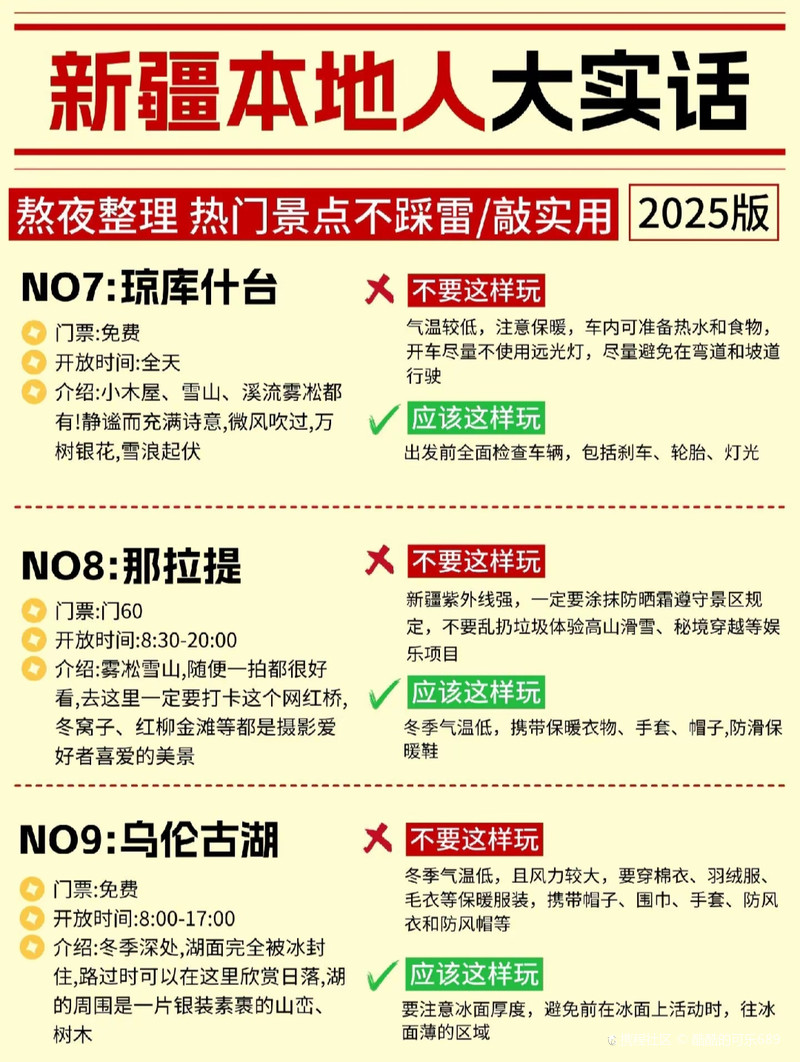 新疆本地人大实话
熬夜整理 热门景点不踩雷/敲实用
2025版
NO7:琼库什台
门票:免费
开放时间:全天
介绍:小木屋、雪山、溪流雾凇都
有!静谧而充满诗意,微风吹过,万
树银花,雪浪起伏
不要这样玩
气温较低，注意保暖，车内可准备热水和食物，
开车尽量不使用远光灯，尽量避免在弯道和坡道
行驶
应该这样玩
出发前全面检查车辆，包括刹车、轮胎、灯光
NO8:那拉提
门票:门60
开放时间:8:30-20:00
介绍:雾凇雪山,随便一拍都很好
看,去这里一定要打卡这个网红桥,
冬窝子、红柳金滩等都是摄影爱
好者喜爱的美景
不要这样玩
新疆紫外线强，一定要涂抹防晒霜遵守景区规
定，不要乱扔垃圾体验高山滑雪、秘境穿越等娱
乐项目
应该这样玩
冬季气温低，携带保暖衣物、手套、帽子,防滑保
暖鞋
NO9:乌伦古湖
门票:免费
开放时间:8:00-17:00
介绍:冬季深处,湖面完全被冰封
住,路过时可以在这里欣赏日落,湖
的周围是一片银装素裹的山峦、
树木
不要这样玩
冬季气温低，且风力较大，要穿棉衣、羽绒服、
毛衣等保暖服装，携带帽子、围巾、手套、防风
衣和防风帽等
应该这样玩
要注意冰面厚度，避免前在冰面上活动时，往冰
面薄的区域